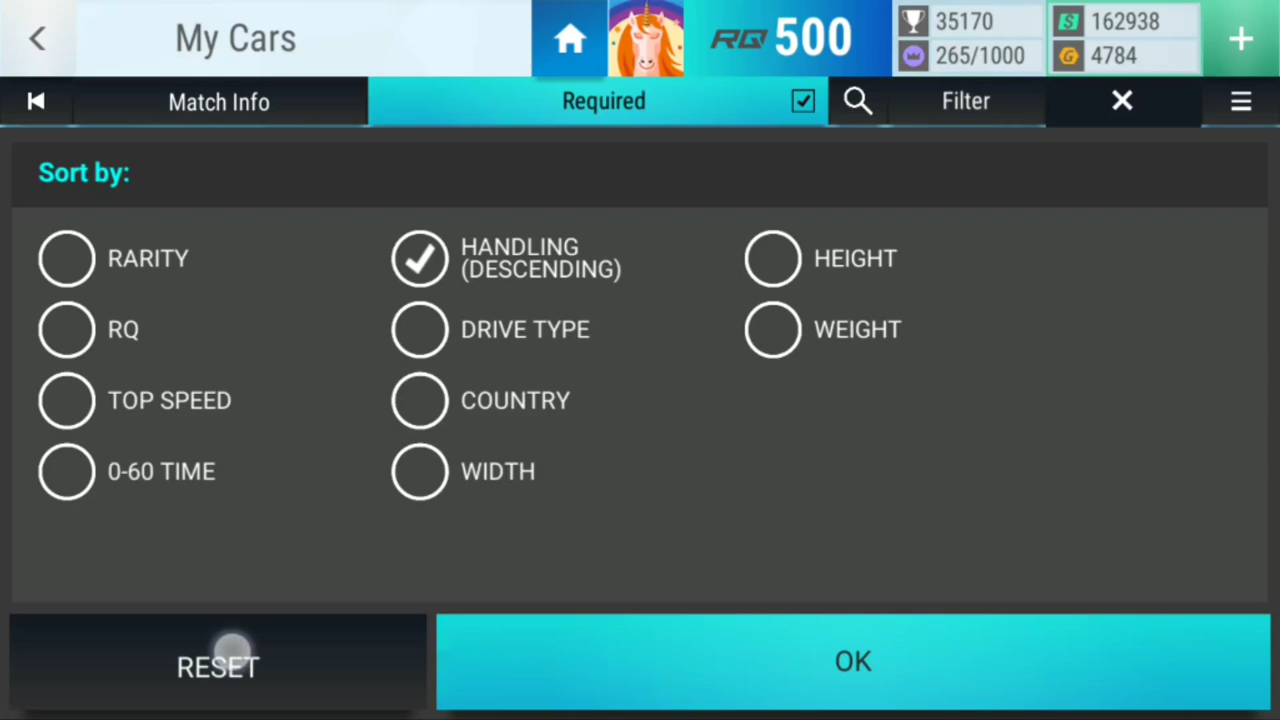 My Cars
RQ 500
35170
265/1000
162938
4784
Match Info
Required
Filter
Sort by:
RARITY
HANDLING
(DESCENDING)
HEIGHT
RQ
DRIVE TYPE
WEIGHT
TOP SPEED
COUNTRY
0-60 TIME
WIDTH
RESET
OK